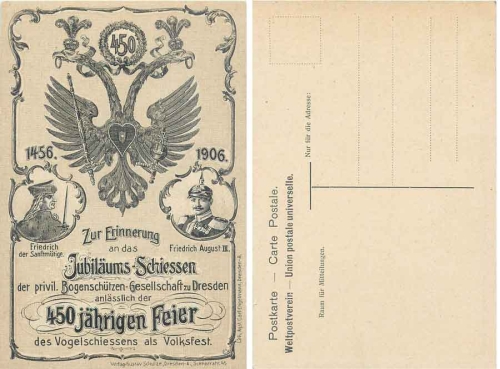 450
1456.
1906.
Friedrich
der Sanftmütige.
Friedrich August III.
Zur Erinnerung
an das
Jubiläums-Schiessen
der privil. Bogenschützen-Gesellschaft zu Dresden
anlässlich der
450 jährigen Feier
des Vogelschiessens als Volksfest.
Postkarte — Carte Postale.
Weltpostverein — Union postale universelle.
Raum für Mitteilungen.
Nur für die Adresse: